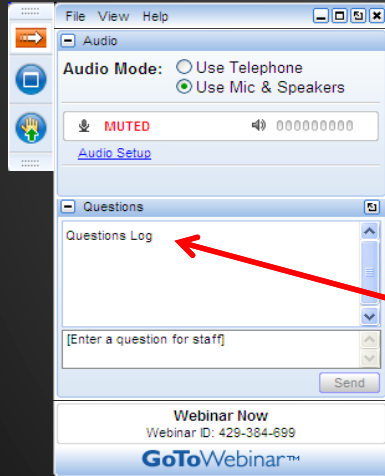 File View Help
Audio
Audio Mode: Use Telephone
Use Mic & Speakers
MUTED 000000000
Audio Setup
Questions
Questions Log
[Enter a question for staff]
Send
Webinar Now
Webinar ID: 429-384-699
GoToWebinar™